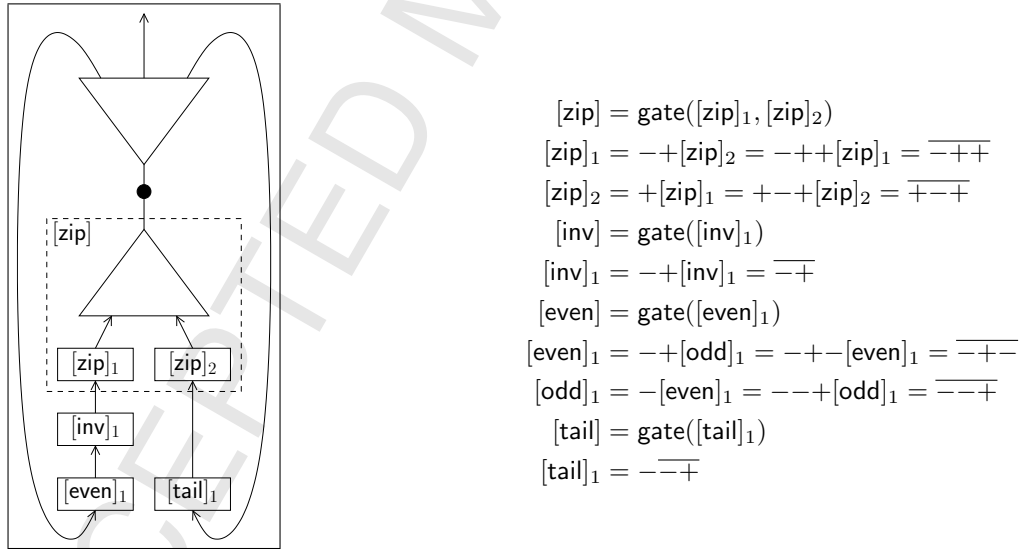 [zip]
[zip]₁
[zip]₂
[inv]₁
[even]₁
[tail]₁
[zip] = gate([zip]₁, [zip]₂)
[zip]₁ = −+[zip]₂ = −++[zip]₁ = \overline{−++}
[zip]₂ = +[zip]₁ = +−+[zip]₂ = \overline{+−+}
[inv] = gate([inv]₁)
[inv]₁ = −+[inv]₁ = \overline{−+}
[even] = gate([even]₁)
[even]₁ = −+[odd]₁ = −+−[even]₁ = \overline{−+−}
[odd]₁ = −[even]₁ = −−+[odd]₁ = \overline{−−+}
[tail] = gate([tail]₁)
[tail]₁ = −\overline{−+}
CEPTED M